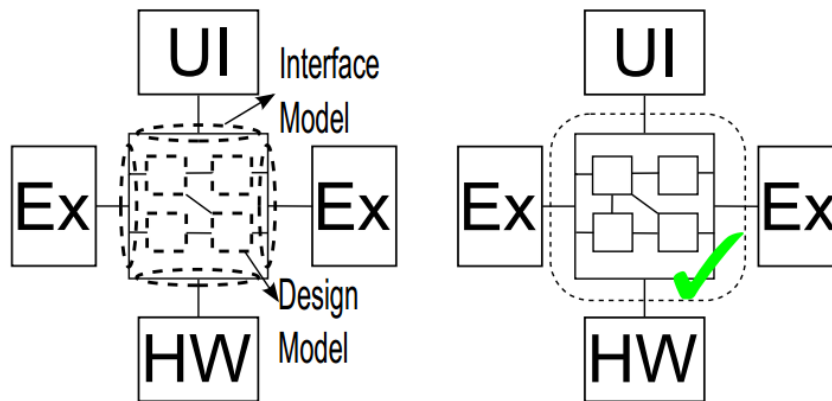 UI
Interface
Model
Ex
Ex
Design
Model
HW
UI
Ex
Ex
HW